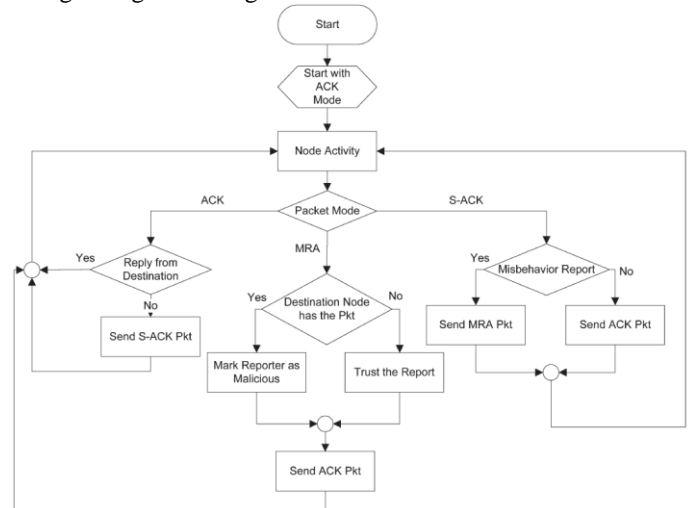 Start
Start with
ACK
Mode
Node Activity
Packet Mode
ACK
S-ACK
MRA
Yes
Reply from
Destination
No
Send S-ACK Pkt
Yes
Destination Node
has the Pkt
No
Mark Reporter as
Malicious
Trust the Report
Send ACK Pkt
Yes
Misbehavior Report
No
Send MRA Pkt
Send ACK Pkt